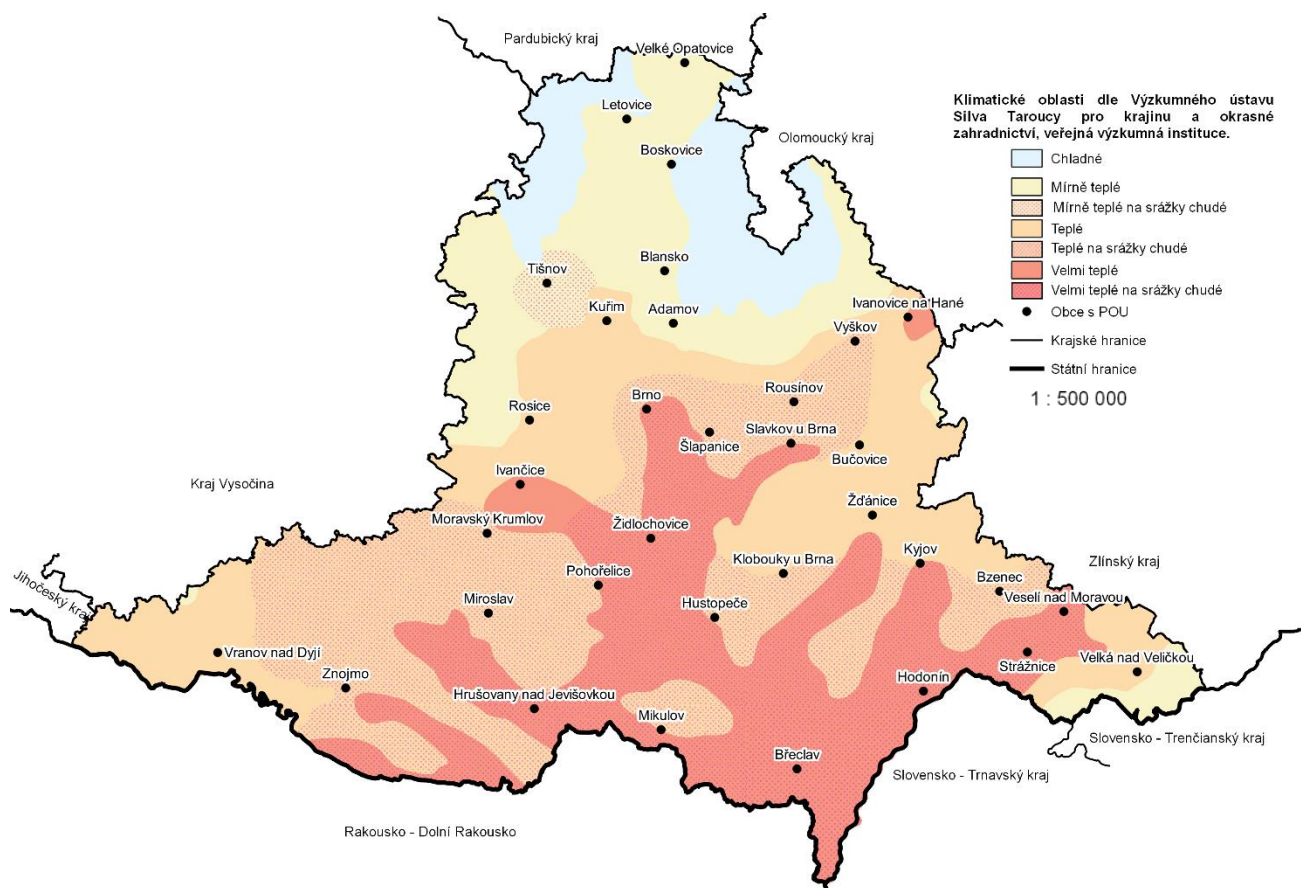 Pardubický kraj
Velké Opatovice
Klimatické oblasti dle Výzkumného ústavu
Silva Taroucy pro krajinu a okrasné
zahradnictví, veřejná výzkumná instituce.
Letovice
Olomoucký kraj
Boskovice
Chladné
Mírně teplé
Mírně teplé na srážky chudé
Teplé
Teplé na srážky chudé
Velmi teplé
Velmi teplé na srážky chudé
Obce s POU
Krajské hranice
Státní hranice
1 : 500 000
Blansko
Tišnov
Kuřim
Adamov
Ivanovice na Hané
Vyškov
Brno
Rousínov
Rosice
Šlapanice
Slavkov u Brna
Bučovice
Ivančice
Kraj Vysočina
Žďánice
Moravský Krumlov
Židlochovice
Klobouky u Brna
Kyjov
Zlínský kraj
Jihočeský kraj
Pohořelice
Bzenec
Veselí nad Moravou
Miroslav
Hustopeče
Vranov nad Dyjí
Strážnice
Velká nad Veličkou
Znojmo
Hrušovany nad Jevišovkou
Hodonín
Mikulov
Břeclav
Slovensko - Trenčianský kraj
Slovensko - Trnavský kraj
Rakousko - Dolní Rakousko